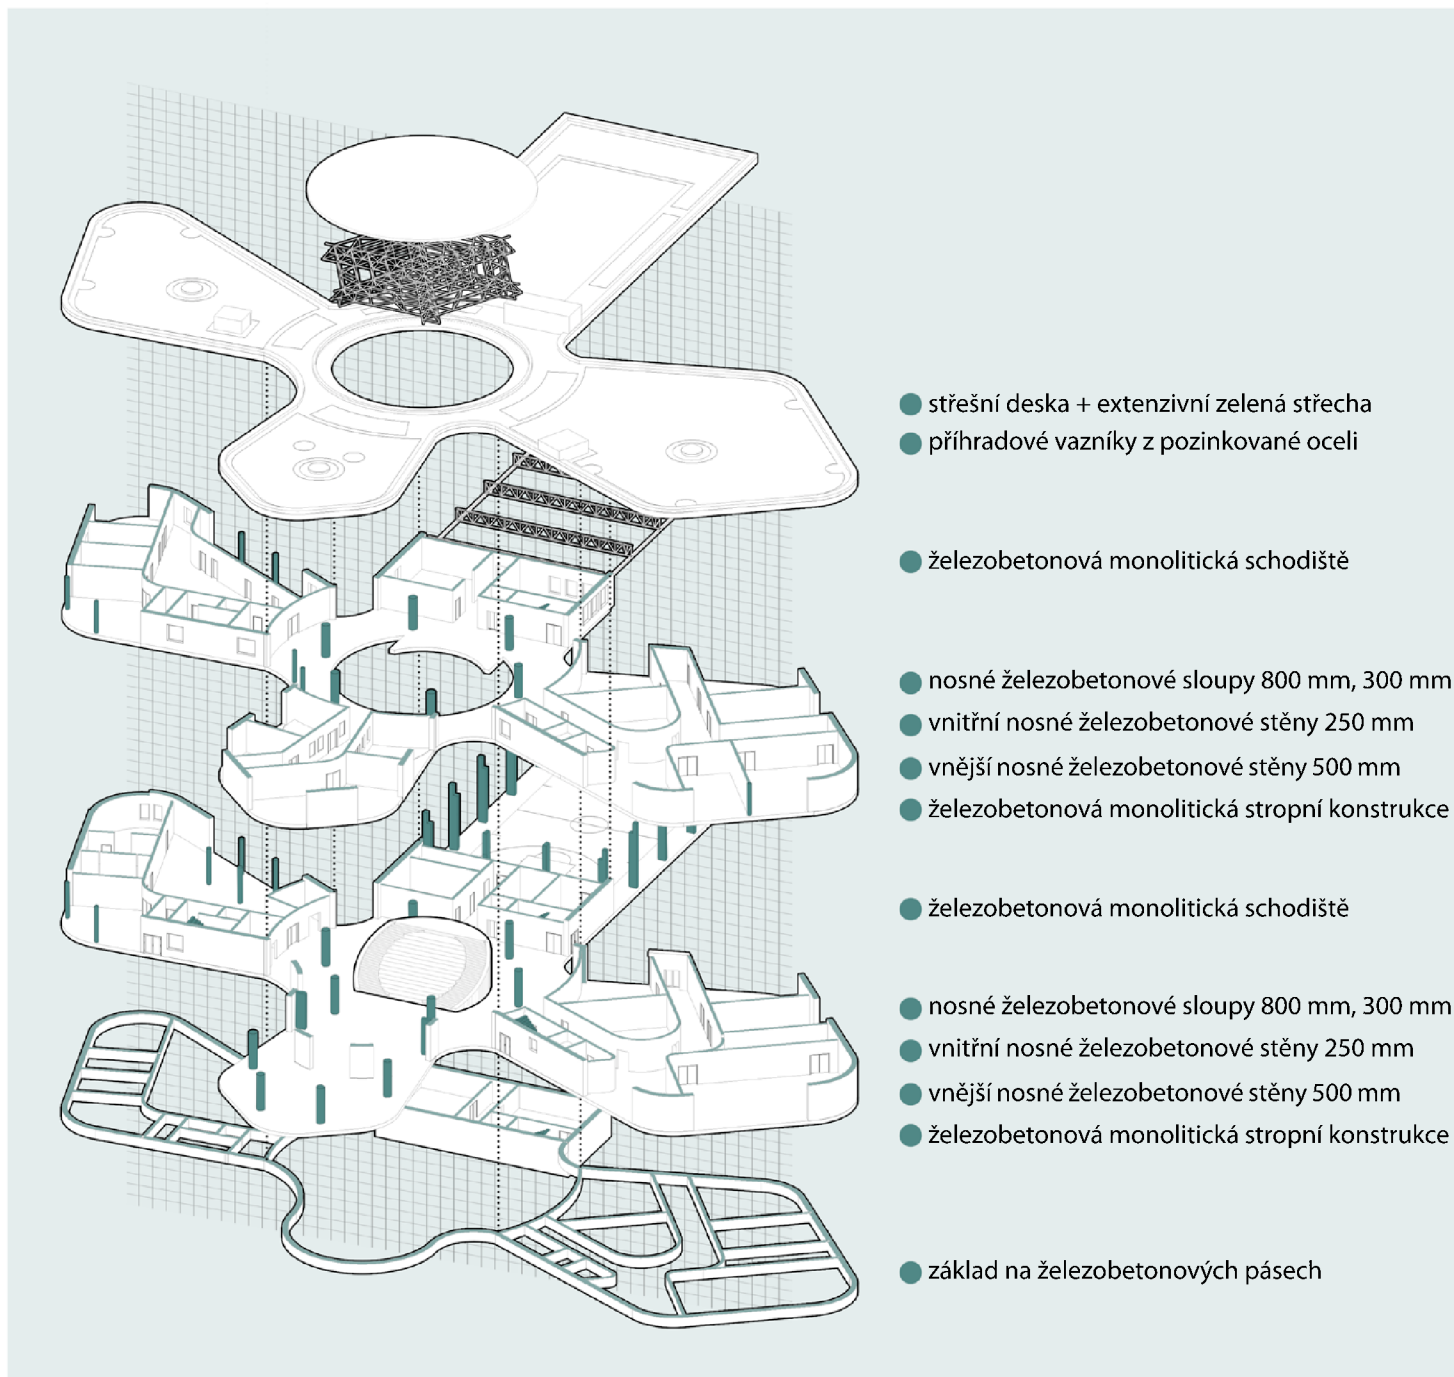 střešní deska + extenzivní zelená střecha
příhradové vazníky z pozinkované oceli
železobetonová monolitická schodiště
nosné železobetonové sloupy 800 mm, 300 mm
vnitřní nosné železobetonové stěny 250 mm
vnější nosné železobetonové stěny 500 mm
železobetonová monolitická stropní konstrukce
železobetonová monolitická schodiště
nosné železobetonové sloupy 800 mm, 300 mm
vnitřní nosné železobetonové stěny 250 mm
vnější nosné železobetonové stěny 500 mm
železobetonová monolitická stropní konstrukce
základ na železobetonových pásech